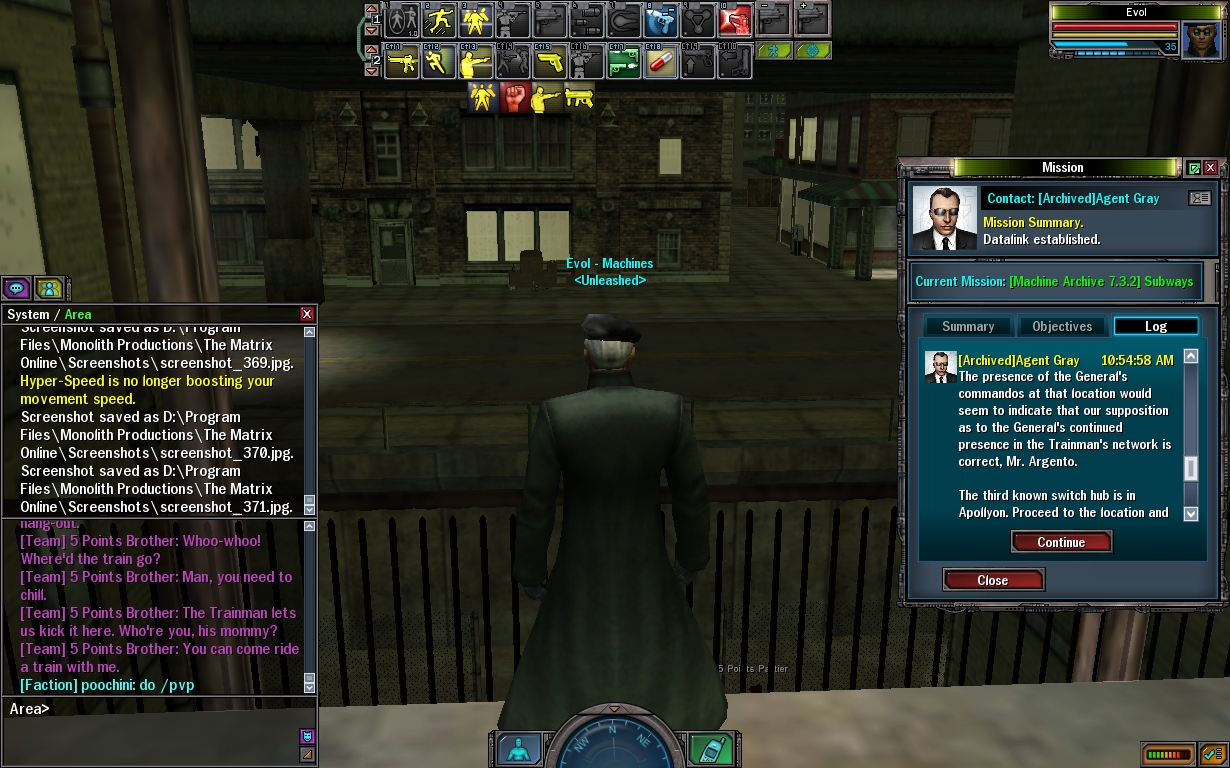 Evol
35
Mission
Contact: [Archived]Agent Gray
Mission Summary.
Datalink established.
Current Mission: [Machine Archive 7.3.2] Subways
Summary
Objectives
Log
[Archived]Agent Gray 10:54:58 AM
The presence of the General's
commandos at that location would
seem to indicate that our supposition
as to the General's continued
presence in the Trainman's network is
correct, Mr. Argento.
The third known switch hub is in
Apollyon. Proceed to the location and
Continue
Close
Evol - Machines
<Unleashed>
System / Area
Screenshot saved as D:\Program
Files\Monolith Productions\The Matrix
Online\Screenshots\screenshot_369.jpg.
Hyper-Speed is no longer boosting your
movement speed.
Screenshot saved as D:\Program
Files\Monolith Productions\The Matrix
Online\Screenshots\screenshot_370.jpg.
Screenshot saved as D:\Program
Files\Monolith Productions\The Matrix
Online\Screenshots\screenshot_371.jpg.
hang-out.
[Team] 5 Points Brother: Whoo-whoo!
Where'd the train go?
[Team] 5 Points Brother: Man, you need to
chill.
[Team] 5 Points Brother: The Trainman lets
us kick it here. Who're you, his mommy?
[Team] 5 Points Brother: You can come ride
a train with me.
[Faction] poochini: do /pvp
Area>
5 Points Partier
NW N NE